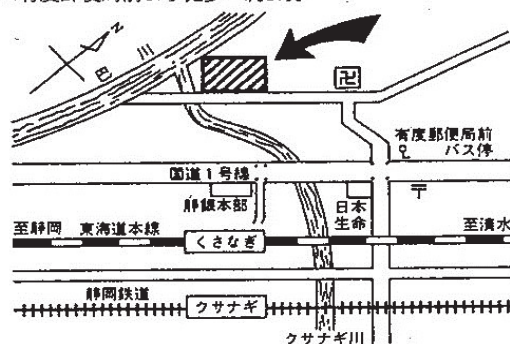 N
巴
川
卍
有度郵便局前
バス停
国道1号線
〒
静銀本部
日本
生命
至静岡
東海道本線
くさなぎ
至清水
静岡鉄道
クサナギ
クサナギ川